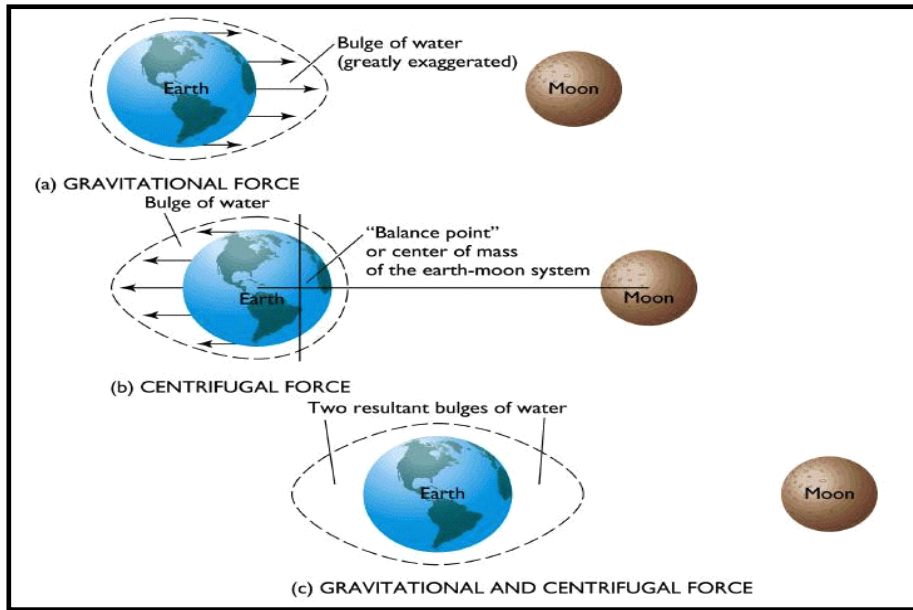 Bulge of water
(greatly exaggerated)
Earth
Moon
(a) GRAVITATIONAL FORCE
Bulge of water
“Balance point”
or center of mass
of the earth-moon system
Earth
Moon
(b) CENTRIFUGAL FORCE
Two resultant bulges of water
Earth
Moon
(c) GRAVITATIONAL AND CENTRIFUGAL FORCE